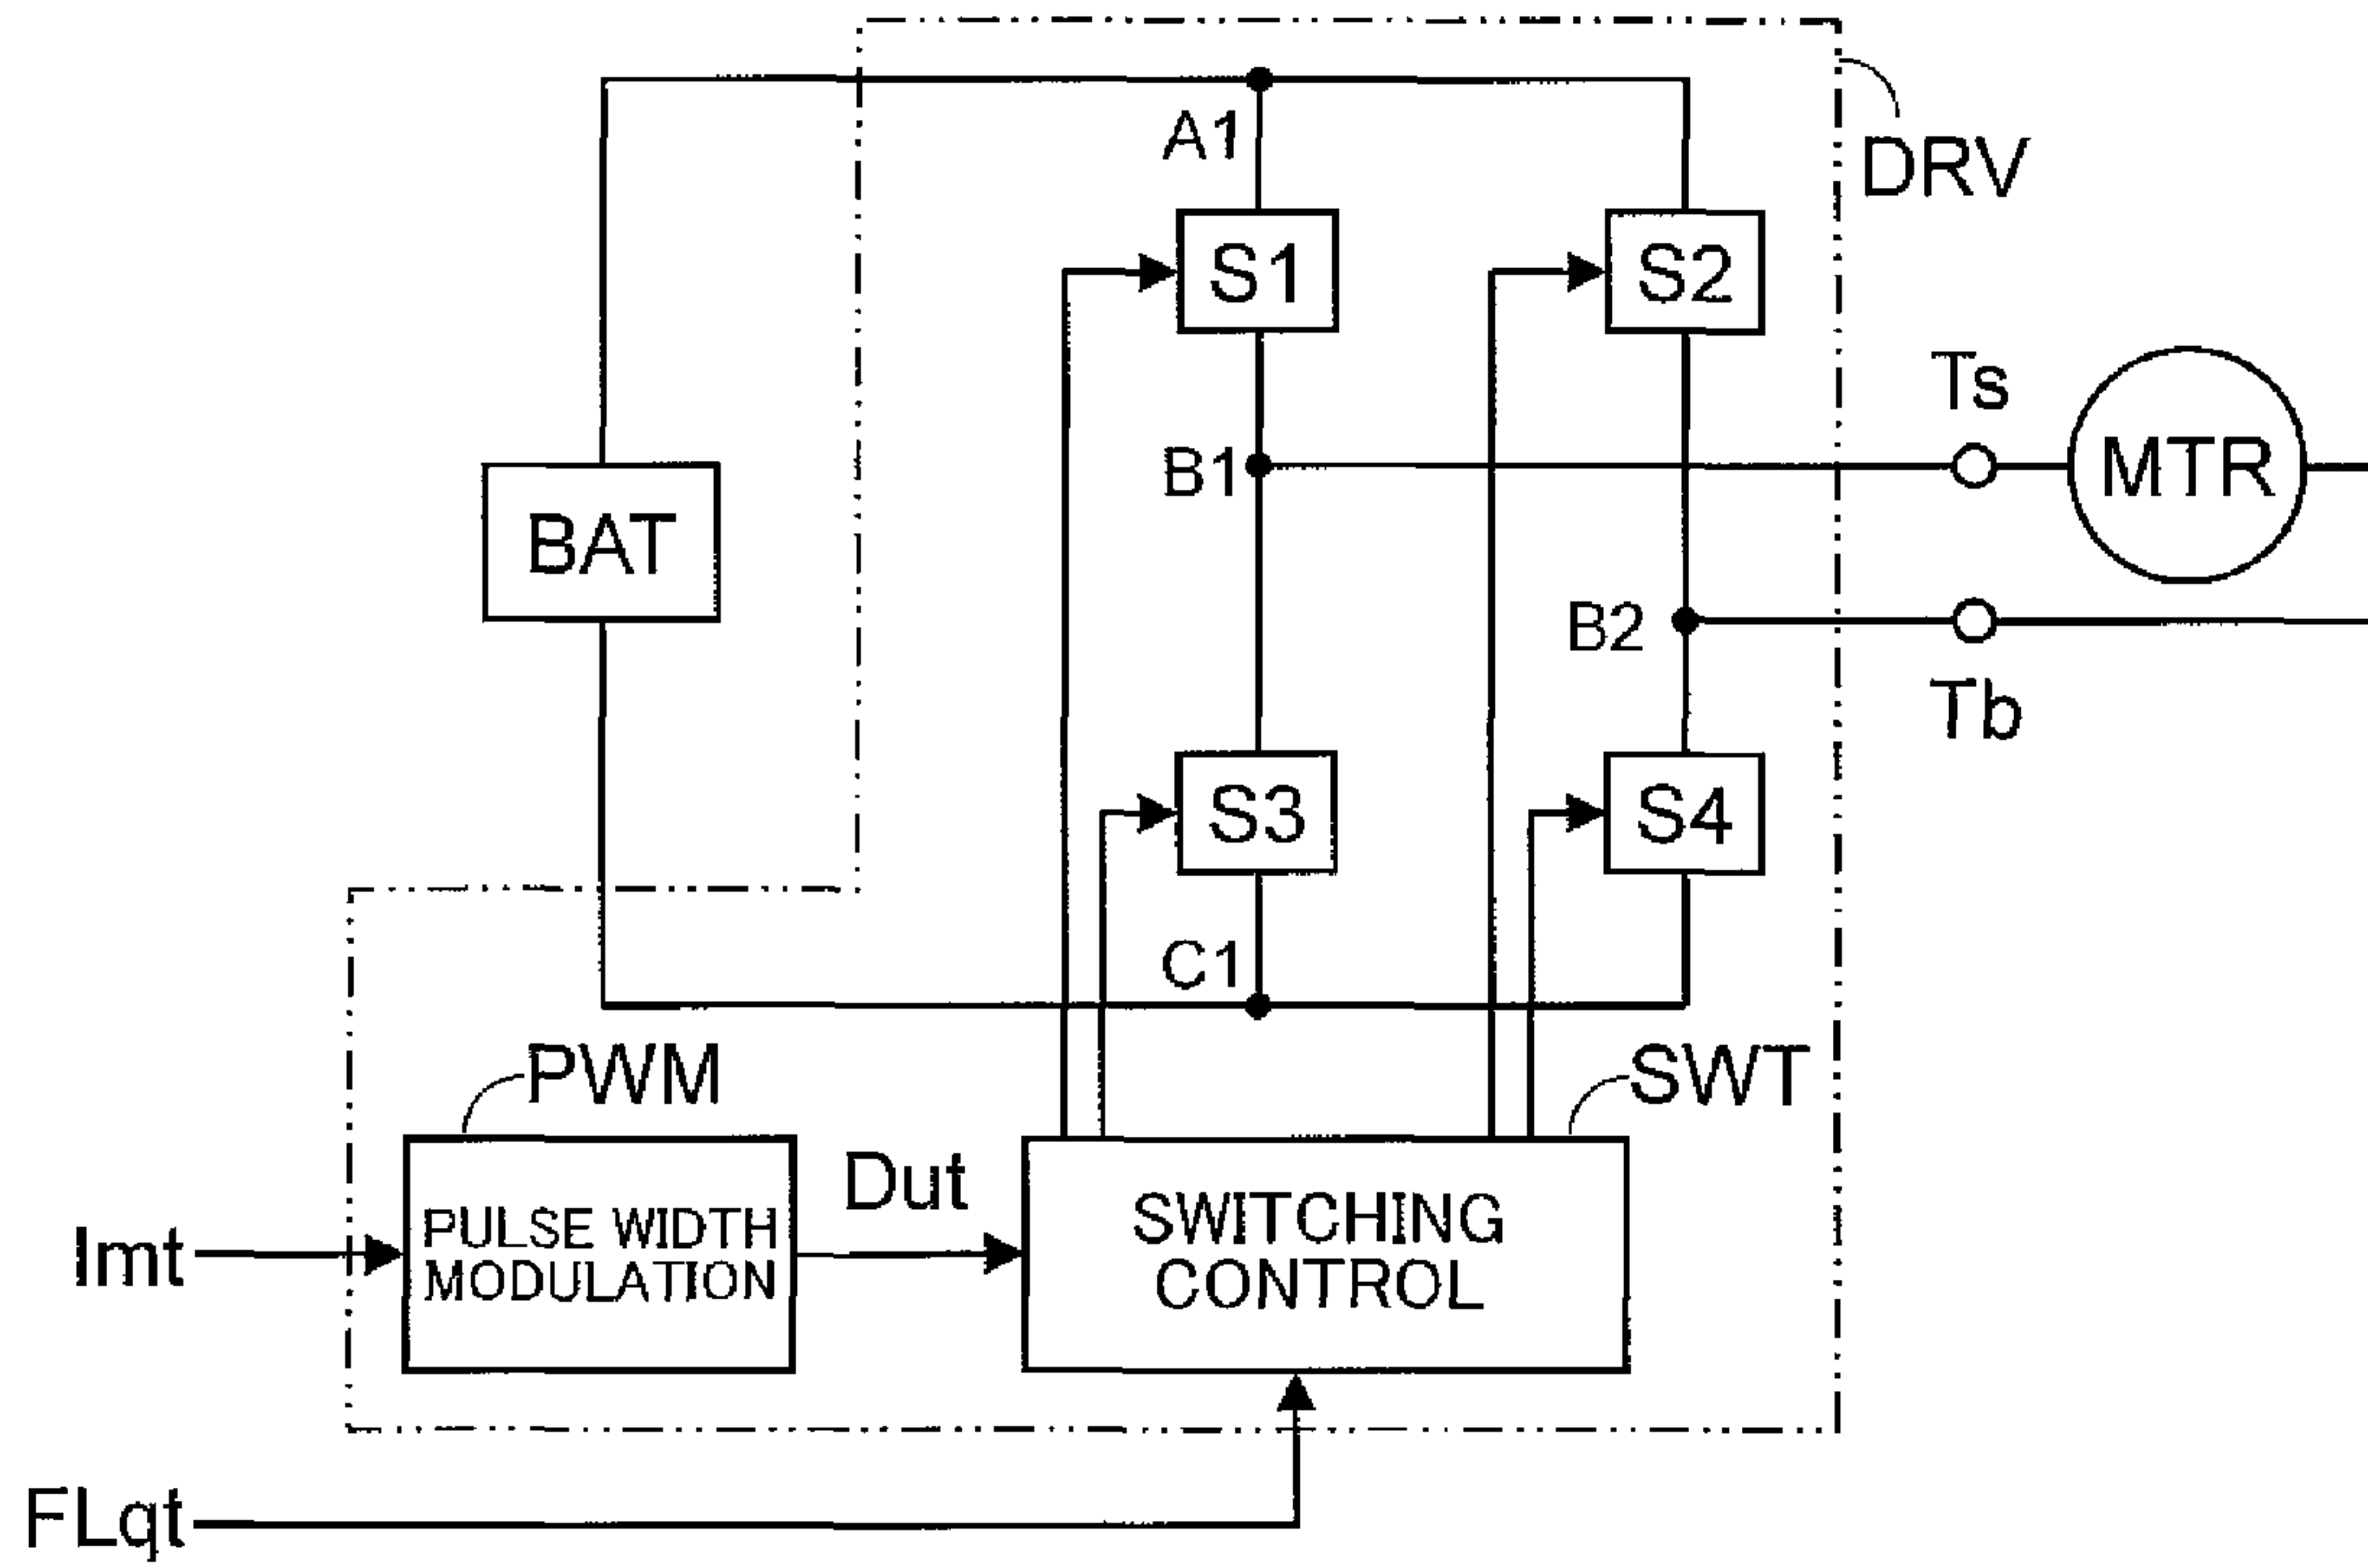 A1
DRV
S1
S2
Ts
MTR
B1
BAT
B2
Tb
S3
S4
C1
PWM
SWT
Dut
Imt
PULSE WIDTH
MODULATION
SWITCHING
CONTROL
FLqt